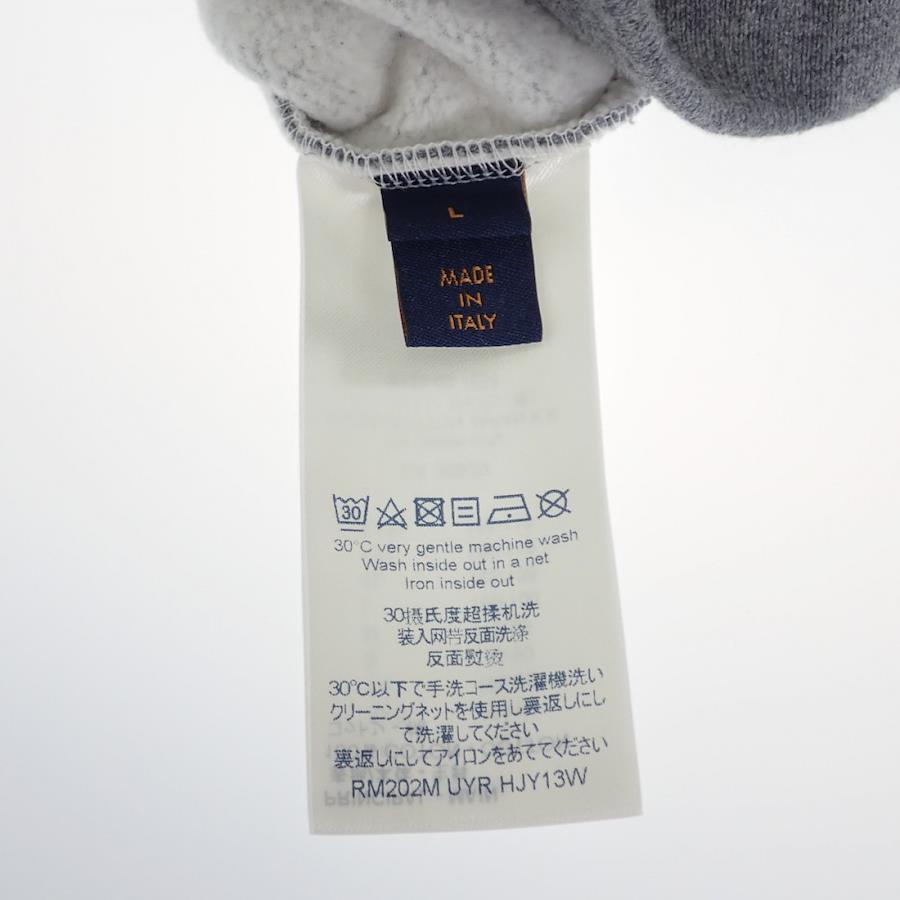 L
MADE
IN
ITALY
30
30°C very gentle machine wash
Wash inside out in a net
Iron inside out
30摄氏度超揉机洗
装入网带反面洗涤
反面熨烫
30℃以下で手洗コース洗濯機洗い
クリーニングネットを使用し裏返しにし
て洗濯してください
裏返しにしてアイロンをあててください
RM202M UYR HJY13W
PRINCIPAL - MAIN